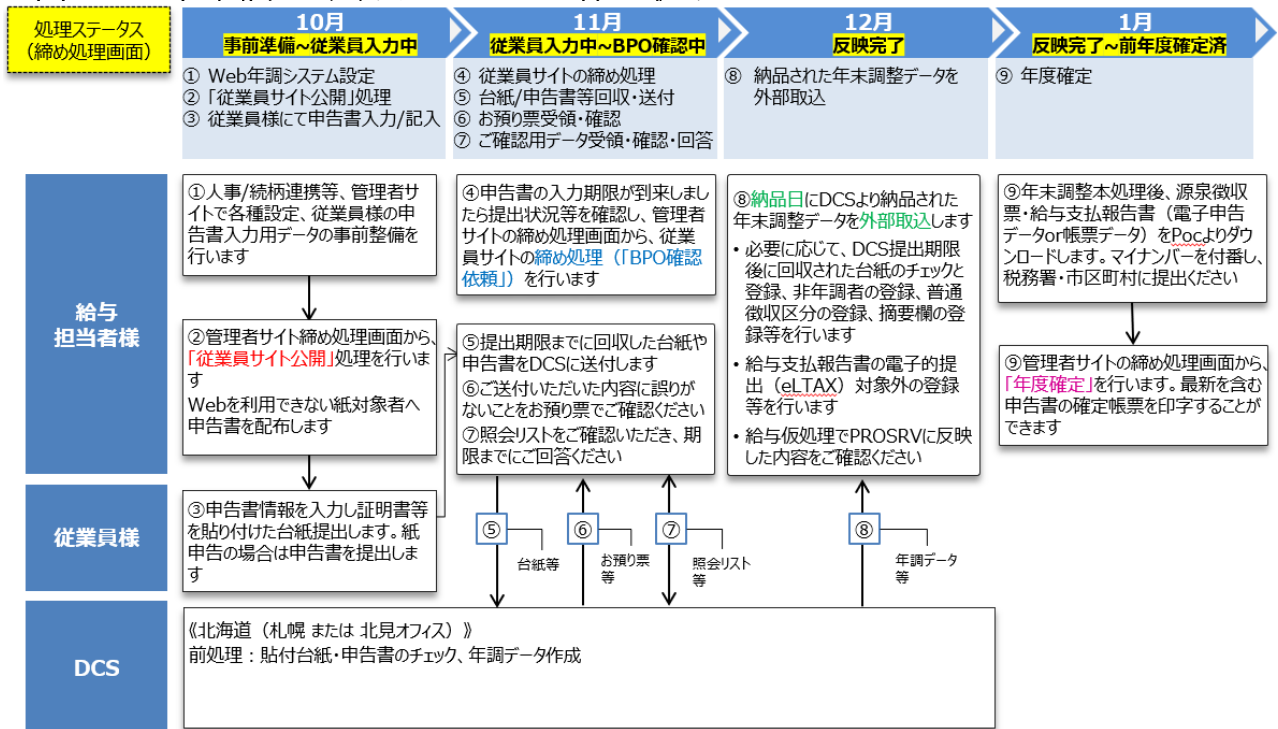 処理ステータス
(締め処理画面)
10月
事前準備~従業員入力中
11月
従業員入力中~BPO確認中
12月
反映完了
1月
反映完了~前年度確定済
① Web年調システム設定
② 「従業員サイト公開」処理
③ 従業員様にて申告書入力/記入
④ 従業員サイトの締め処理
⑤ 台紙/申告書等回収・送付
⑥ お預り票受領・確認
⑦ ご確認用データ受領・確認・回答
⑧ 納品された年末調整データを
外部取込
⑨ 年度確定
給与
担当者様
①人事/続柄連携等、管理者サ
イトで各種設定、従業員様の申
告書入力用データの事前整備を
行います
②管理者サイト締め処理画面から、
「従業員サイト公開」処理を行いま
す
Webを利用できない紙対象者へ
申告書を配布します
④申告書の入力期限が到来しまし
たら提出状況等を確認し、管理者
サイトの締め処理画面から、従業
員サイトの締め処理（「BPO確認
依頼」）を行います
⑤提出期限までに回収した台紙や
申告書をDCSに送付します
⑥ご送付いただいた内容に誤りが
ないことをお預り票でご確認ください
⑦照会リストをご確認いただき、期
限までにご回答ください
⑧納品日にDCSより納品された
年末調整データを外部取込します
• 必要に応じて、DCS提出期限
後に回収された台紙のチェックと
登録、非年調者の登録、普通
徴収区分の登録、摘要欄の登
録等を行います
• 給与支払報告書の電子的提
出（eLTAX）対象外の登録
等を行います
• 給与仮処理でPROSRVに反映
した内容をご確認ください
⑨年末調整本処理後、源泉徴収
票・給与支払報告書（電子申告
データor帳票データ）をPocよりダウ
ンロードします。マイナンバーを付番し、
税務署・市区町村に提出ください
⑨管理者サイトの締め処理画面から、
「年度確定」を行います。最新を含む
申告書の確定帳票を印字することが
できます
従業員様
③申告書情報を入力し証明書等
を貼り付けた台紙提出します。紙
申告の場合は申告書を提出しま
す
⑤
台紙等
⑥
お預り票
等
⑦
照会リスト
等
⑧
年調データ
等
DCS
《北海道（札幌 または 北見オフィス）》
前処理：貼付台紙・申告書のチェック、年調データ作成